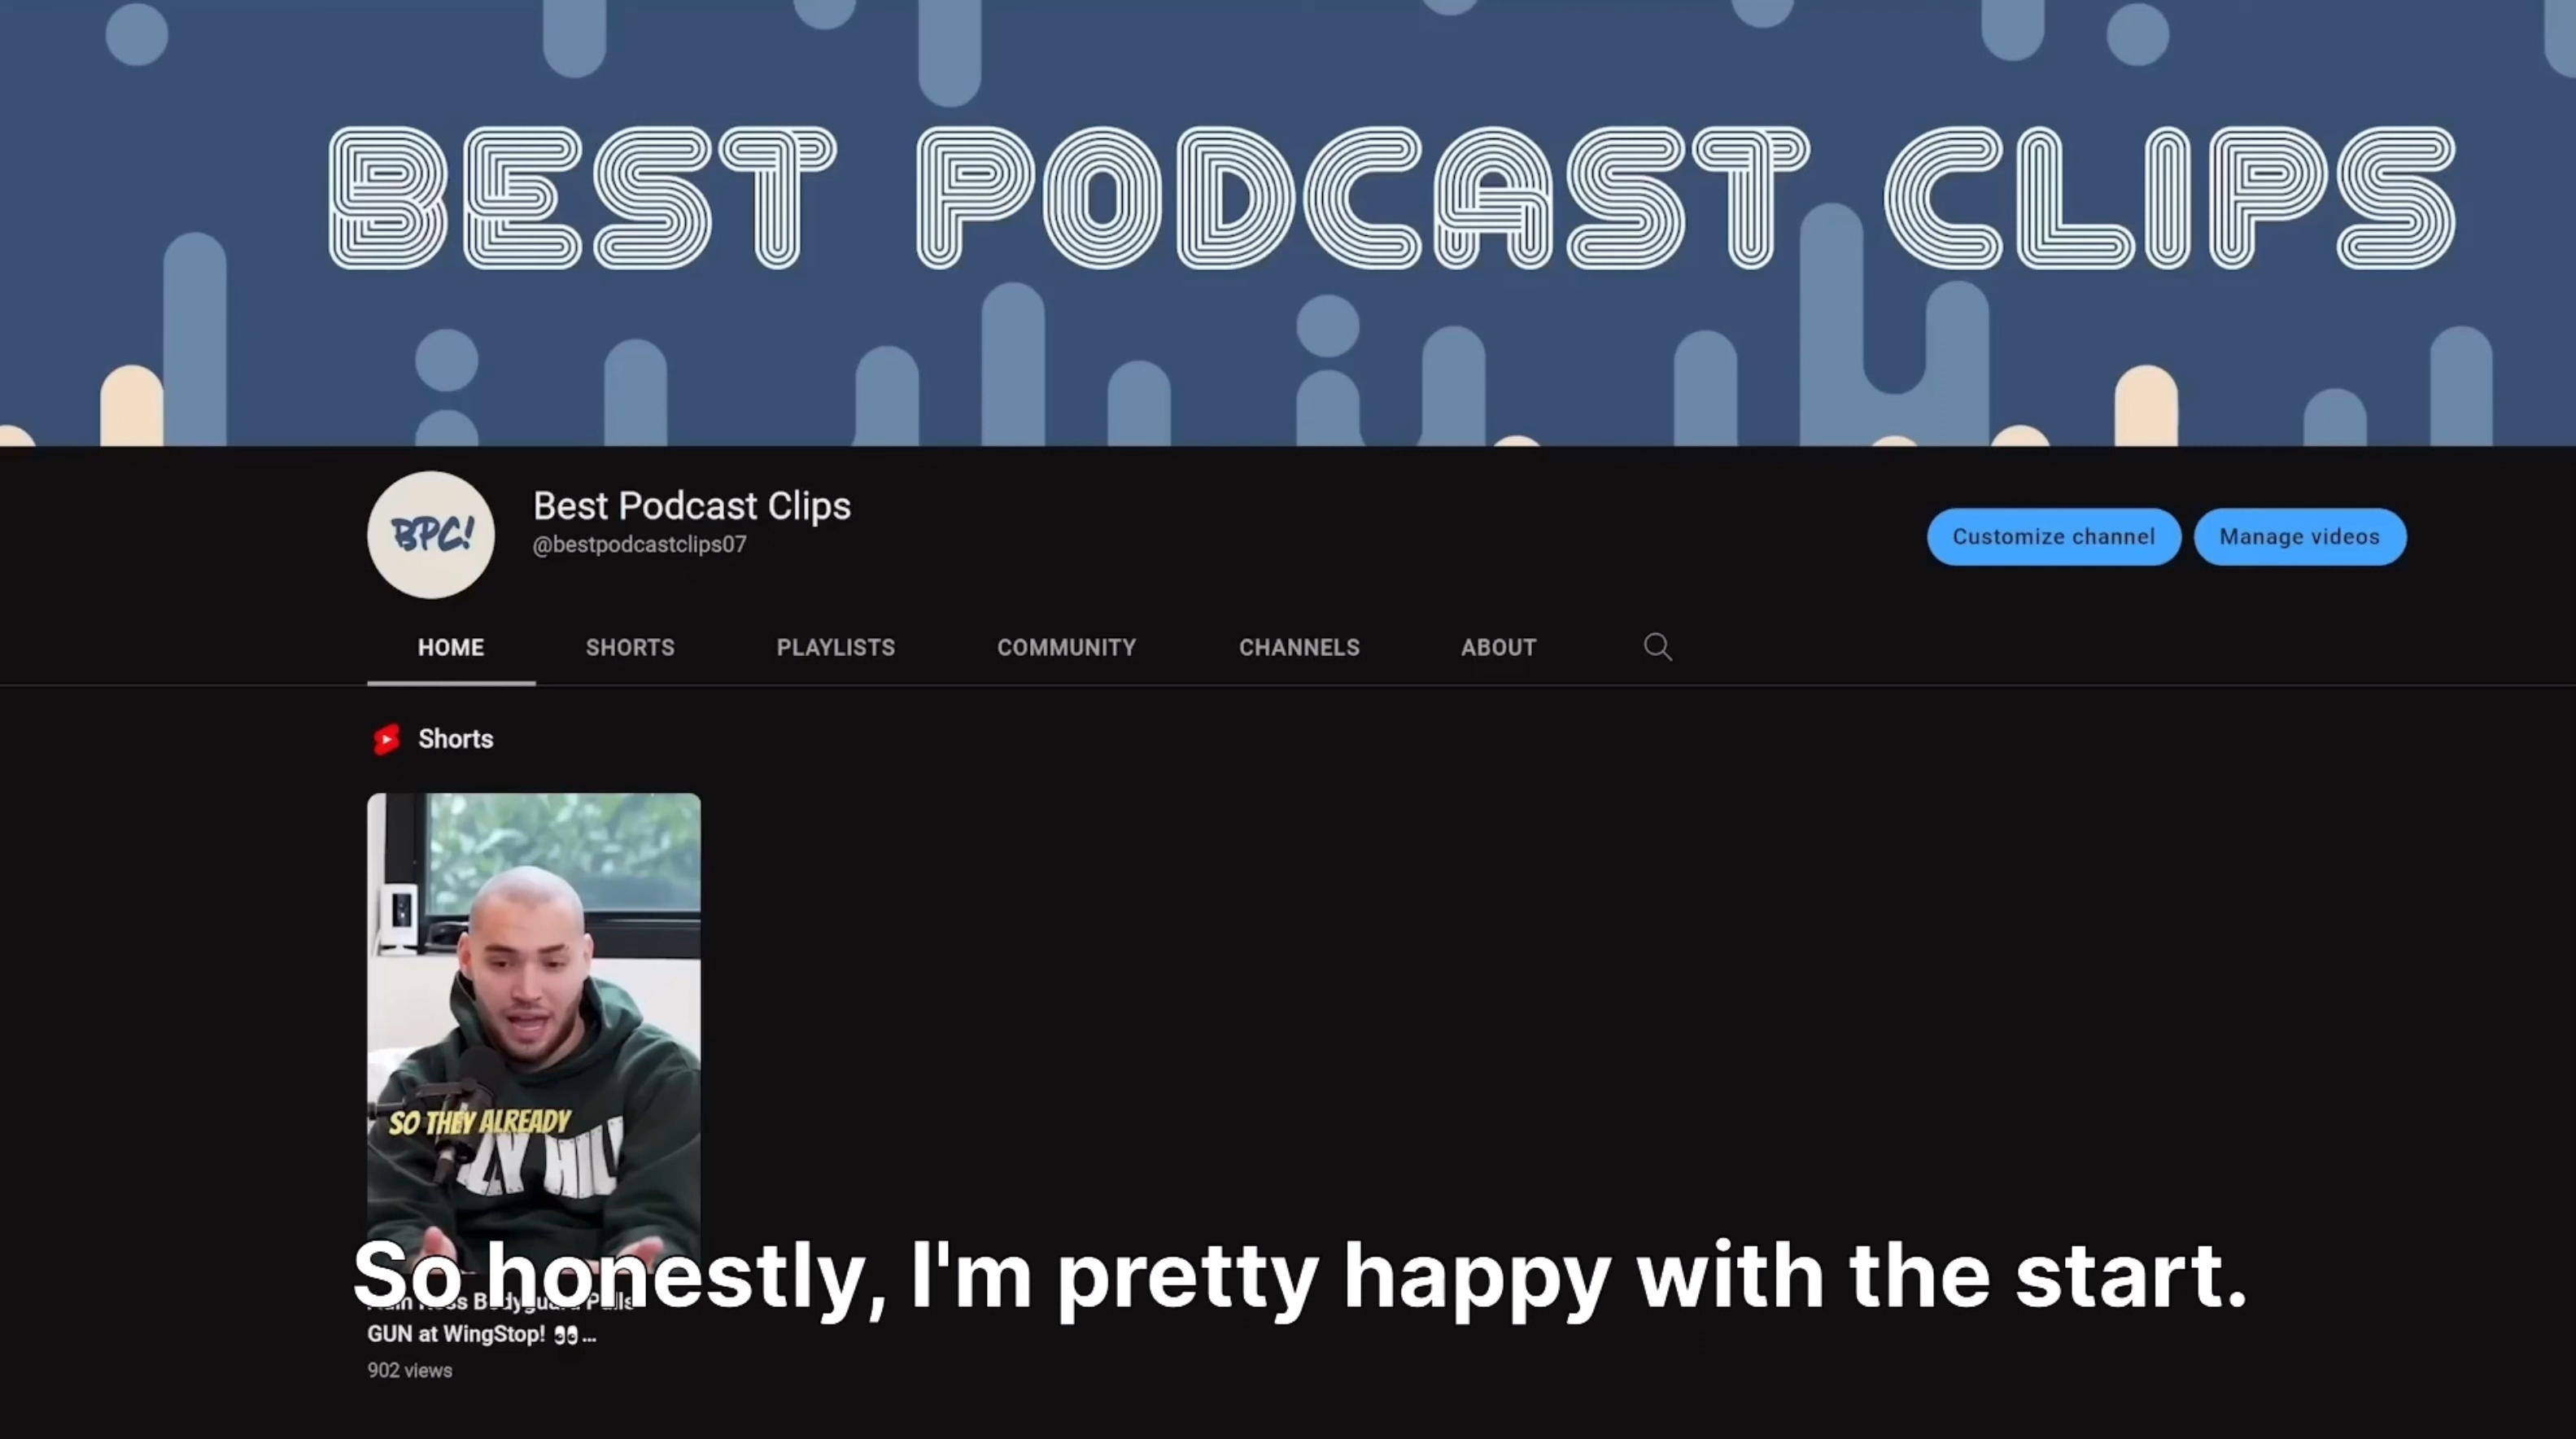 BEST PODCAST CLIPS
BPC!
Best Podcast Clips
@bestpodcastclips07
Customize channel
Manage videos
HOME
SHORTS
PLAYLISTS
COMMUNITY
CHANNELS
ABOUT
Shorts
SO THEY ALREADY
So honestly, I'm pretty happy with the start.
GUN at WingStop! 👀...
902 views